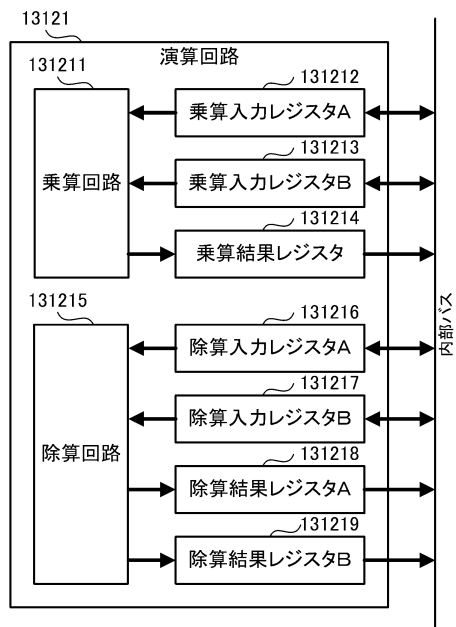 13121
演算回路
131211
乗算回路
131212
乗算入力レジスタA
131213
乗算入力レジスタB
131214
乗算結果レジスタ
131215
除算回路
131216
除算入力レジスタA
131217
除算入力レジスタB
131218
除算結果レジスタA
131219
除算結果レジスタB
内部バス